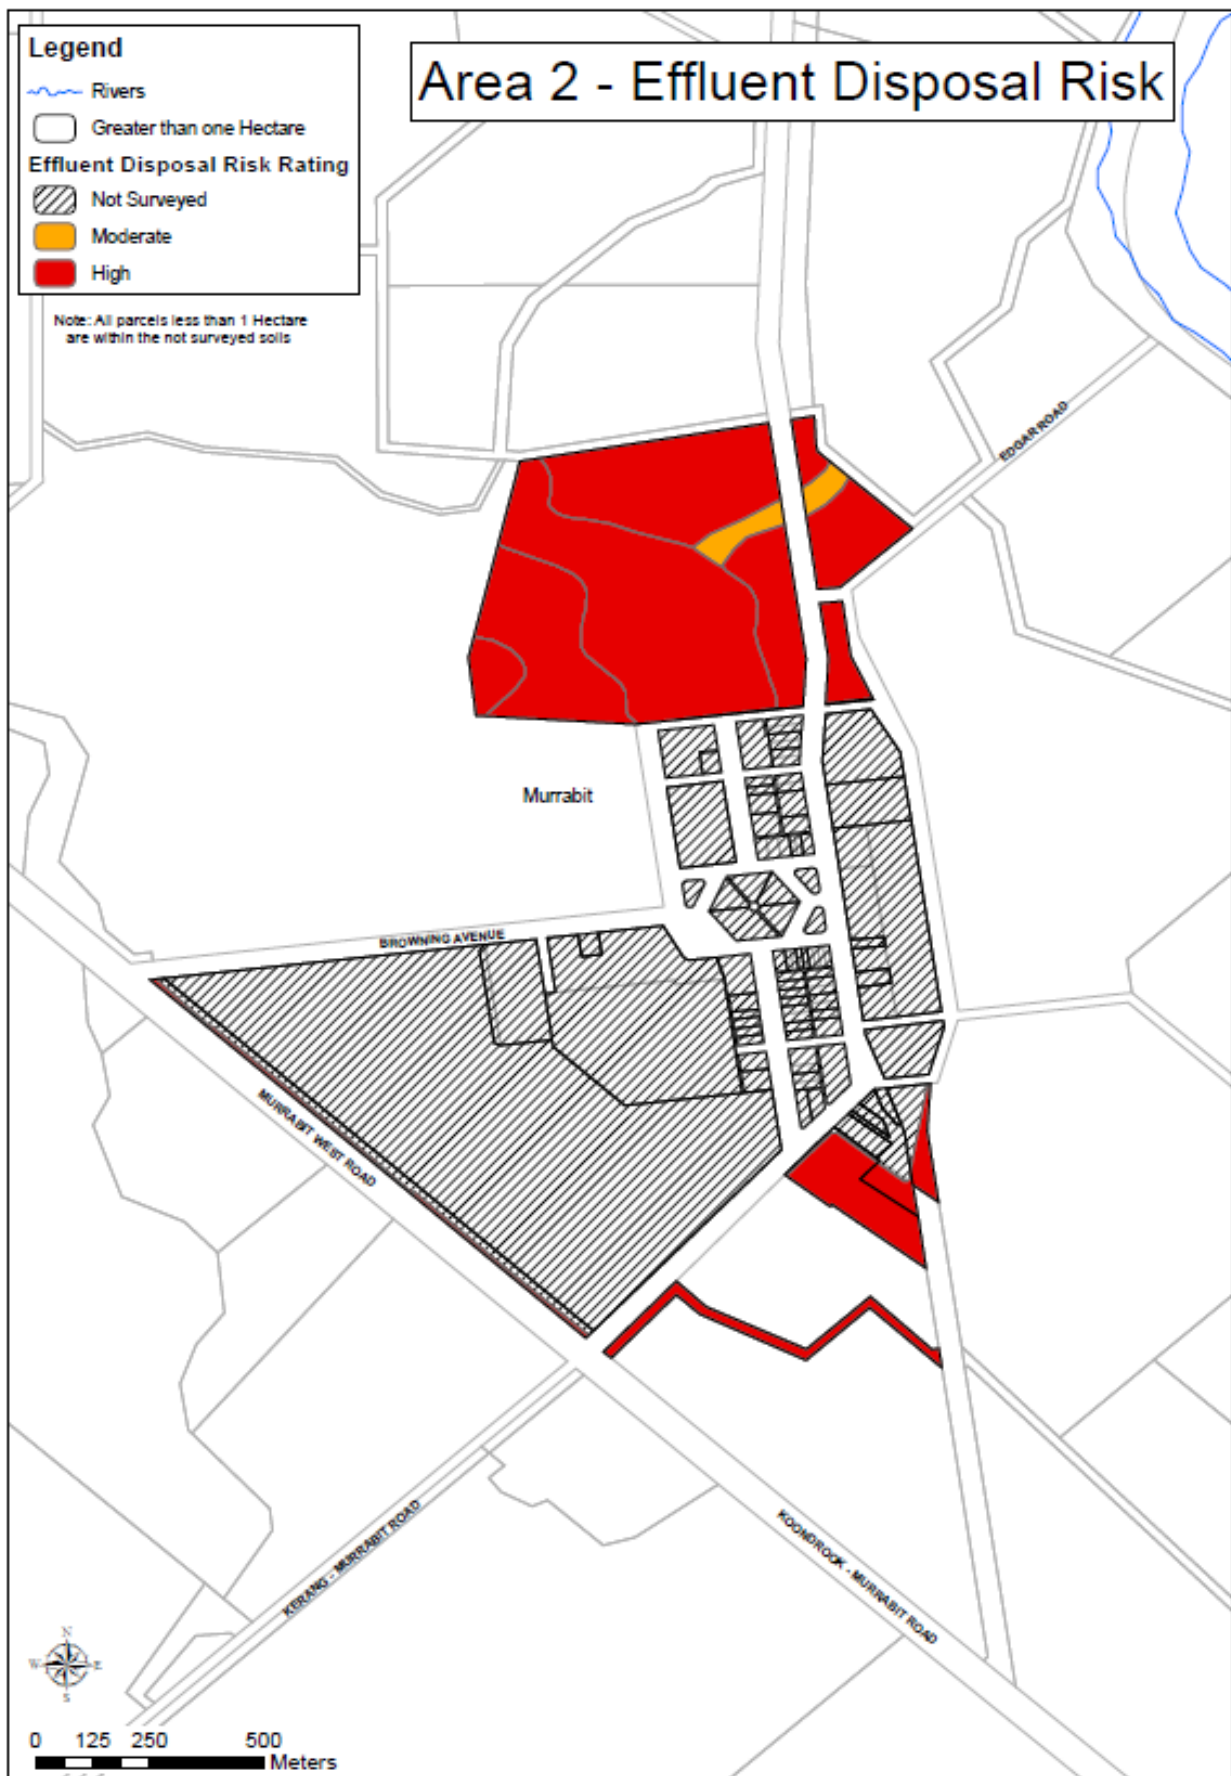 Legend
Rivers
Greater than one Hectare
Effluent Disposal Risk Rating
Not Surveyed
Moderate
High
Note: All parcels less than 1 Hectare
are within the not surveyed soils
Area 2 - Effluent Disposal Risk
EDGAR ROAD
Murrabit
BROWNING AVENUE
MURRABIT WEST ROAD
KERANG - MURRABIT ROAD
KOONDROOK - MURRABIT ROAD
N
W E
S
0 125 250 500
Meters